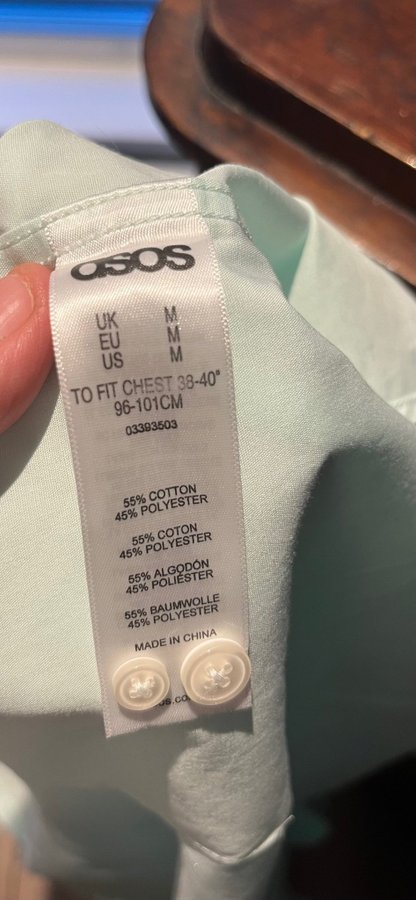 asos
UK M
EU M
US M
TO FIT CHEST 38-40"
96-101CM
03393503
55% COTTON
45% POLYESTER
55% COTON
45% POLYESTER
55% ALGODÓN
45% POLIÉSTER
55% BAUMWOLLE
45% POLYESTER
MADE IN CHINA